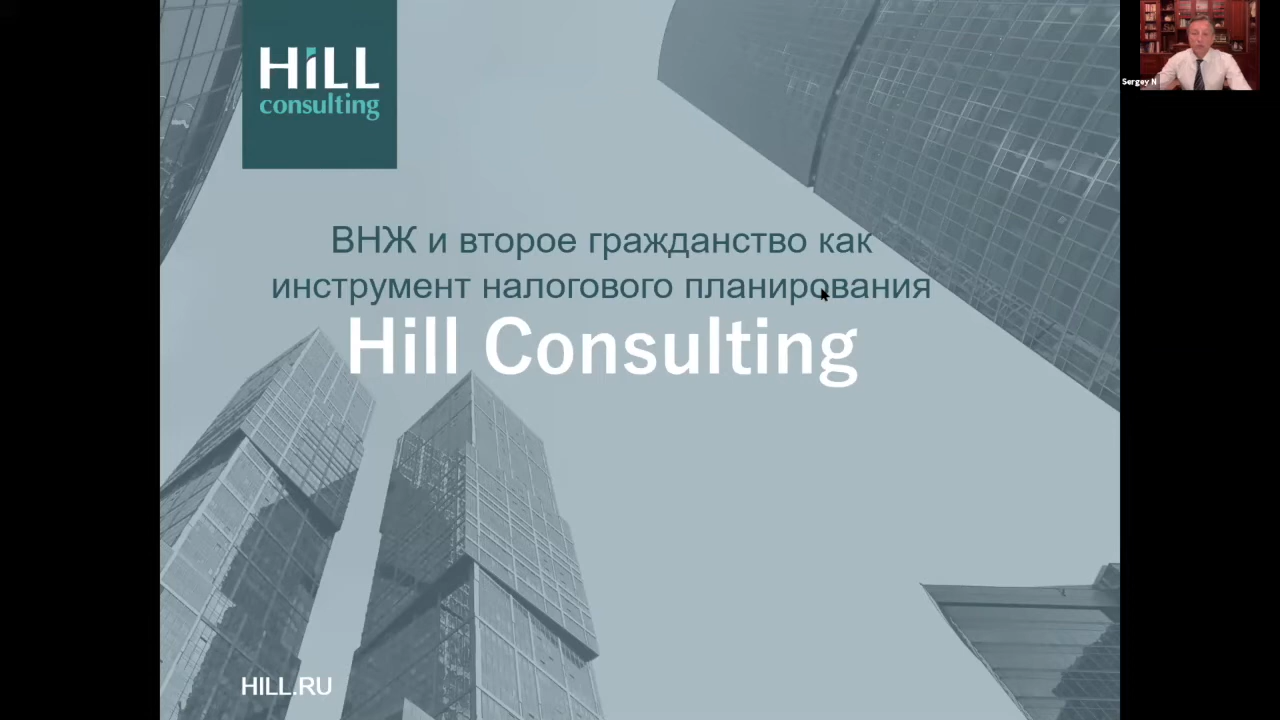 HiLL
consulting
Sergey N
ВНЖ и второе гражданство как
инструмент налогового планирования
Hill Consulting
HILL.RU